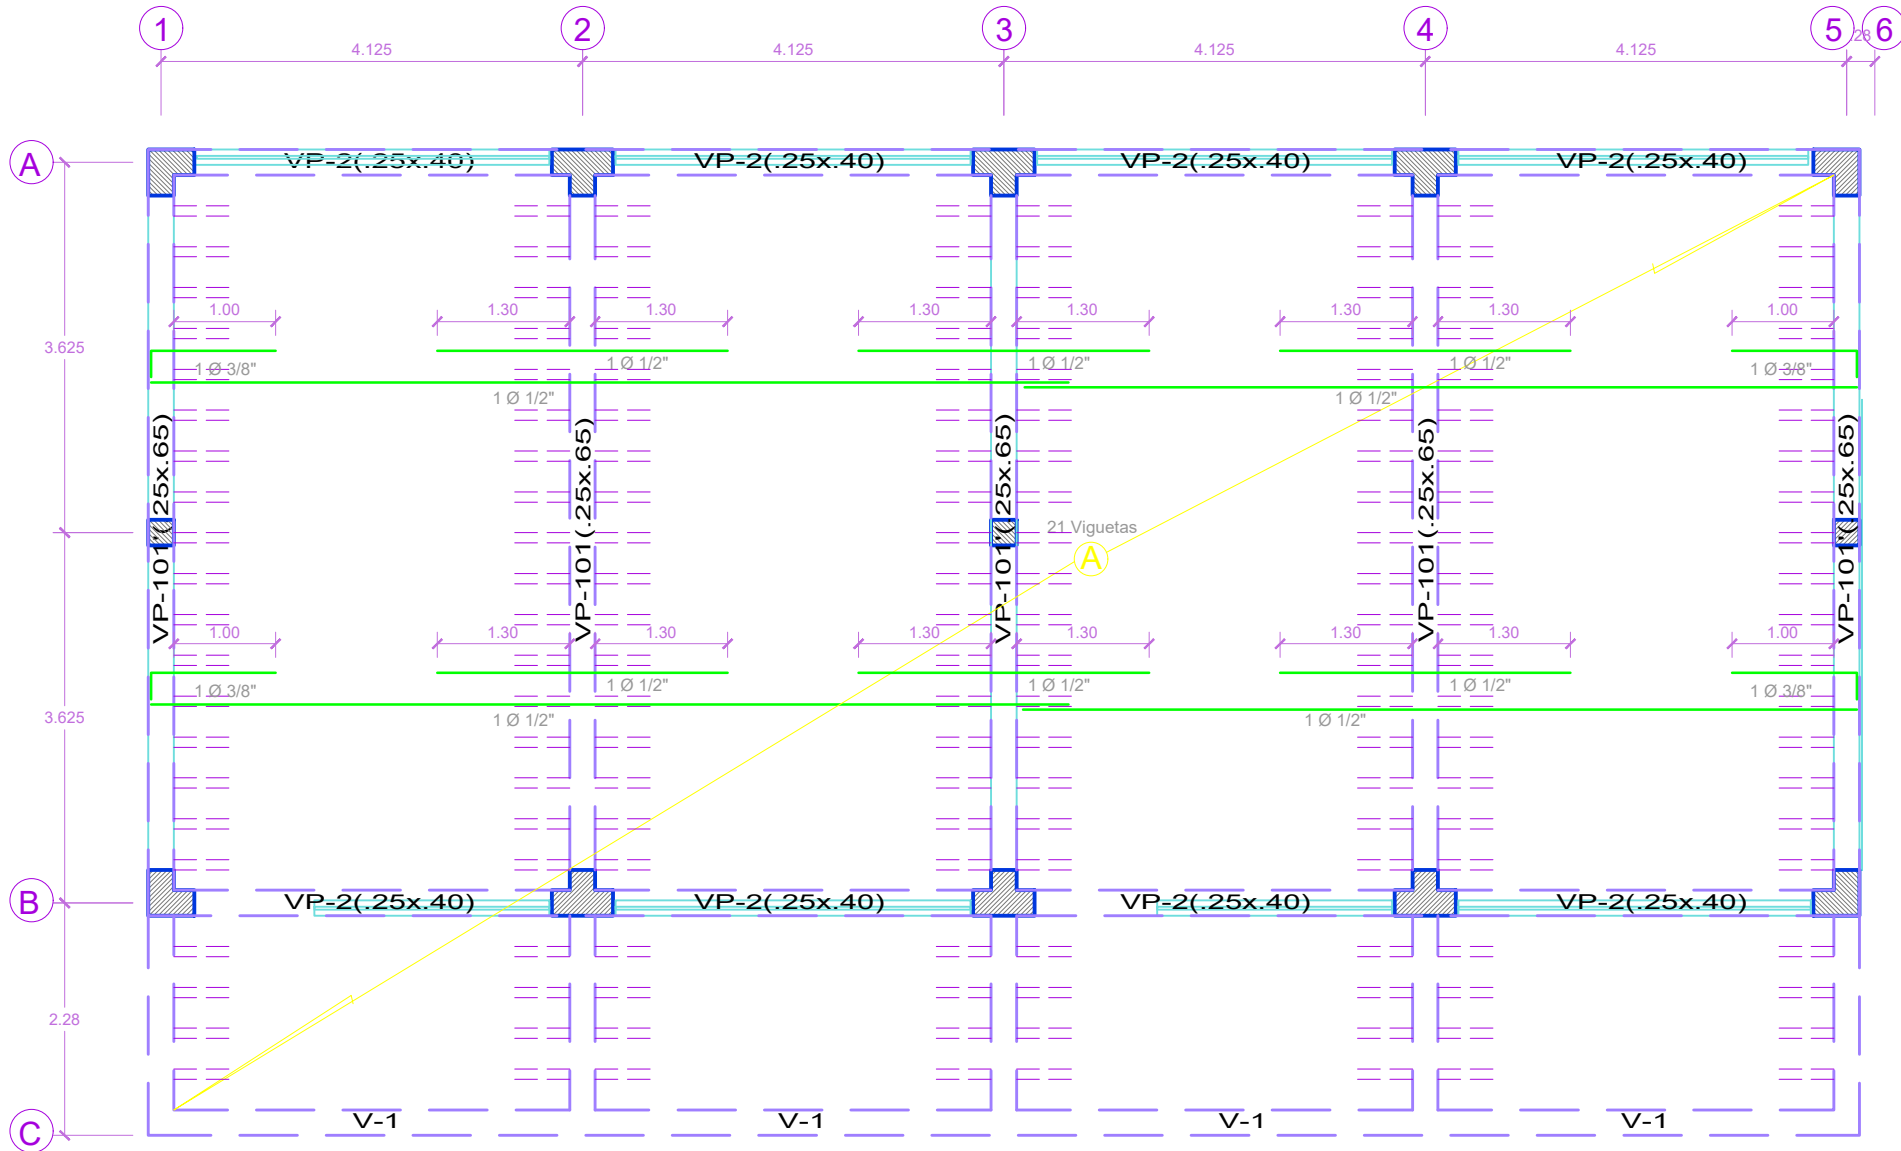 1 2 3 4 5 6
4.125 4.125 4.125 4.125 .28
A
VP-2(.25x.40) VP-2(.25x.40) VP-2(.25x.40) VP-2(.25x.40)
1.00 1.30 1.30 1.30 1.30 1.30 1.30 1.00
3.625
1 Ø 3/8" 1 Ø 1/2" 1 Ø 1/2" 1 Ø 1/2" 1 Ø 3/8"
1 Ø 1/2" 1 Ø 1/2"
VP-101'(.25x.65) VP-101(.25x.65) VP-101'(.25x.65) VP-101(.25x.65) VP-101'(.25x.65)
21 Viguetas
A
1.00 1.30 1.30 1.30 1.30 1.30 1.30 1.00
1 Ø 3/8" 1 Ø 1/2" 1 Ø 1/2" 1 Ø 1/2" 1 Ø 3/8"
3.625
1 Ø 1/2" 1 Ø 1/2"
B
VP-2(.25x.40) VP-2(.25x.40) VP-2(.25x.40) VP-2(.25x.40)
2.28
V-1 V-1 V-1 V-1
C